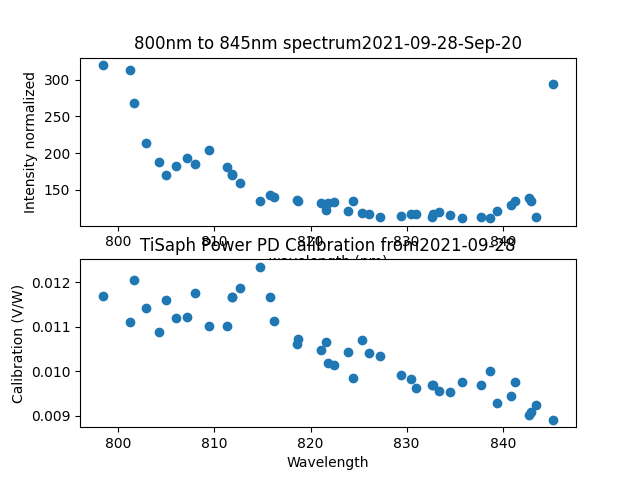 800nm to 845nm spectrum2021-09-28-Sep-20
Intensity normalized
300
250
200
150
800 810 820 830 840
wavelength (nm)
TiSaph Power PD Calibration from2021-09-28
Calibration (V/W)
0.012
0.011
0.010
0.009
800 810 820 830 840
Wavelength